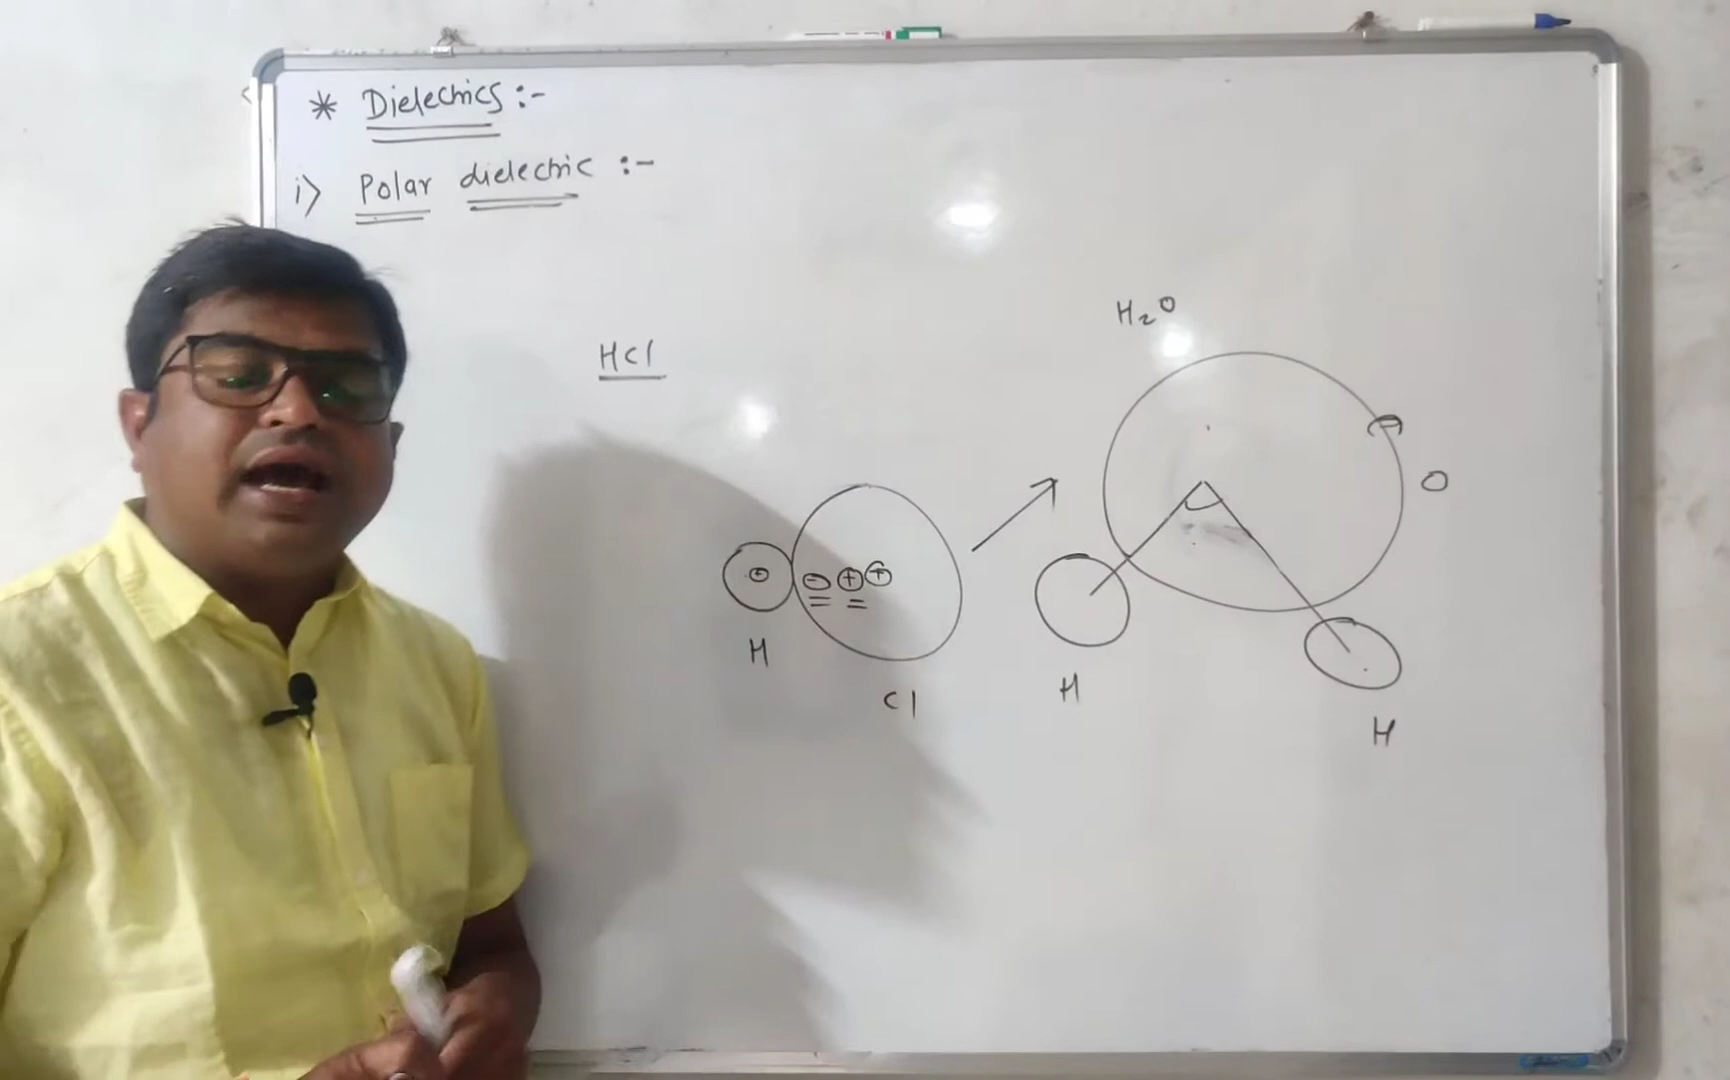 * Dielectrics :-
i) Polar dielectric :-
H2O
HCl
O
H
Cl
H
H